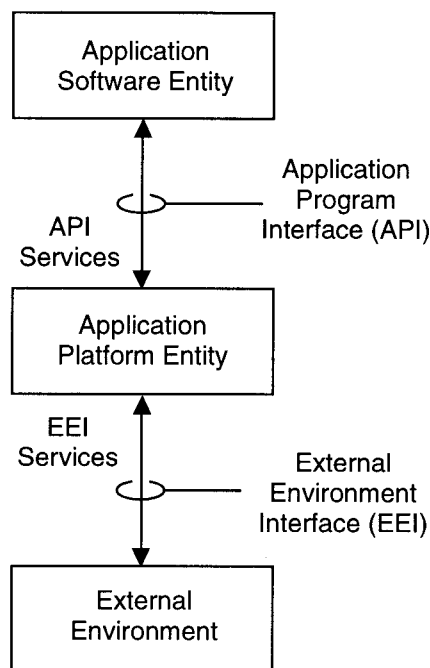 Application
Software Entity
Application
Program
Interface (API)
API
Services
Application
Platform Entity
EEI
Services
External
Environment
Interface (EEI)
External
Environment